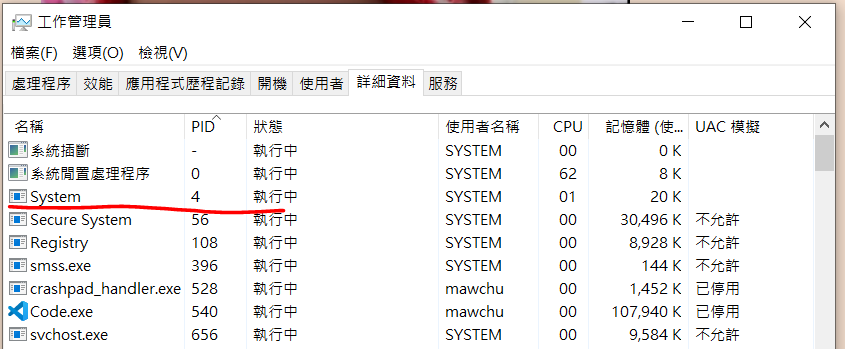 工作管理員
檔案(F) 選項(O) 檢視(V)
處理程序 效能 應用程式歷程記錄 開機 使用者 詳細資料 服務
名稱 PID 狀態 使用者名稱 CPU 記憶體 (使... UAC 模擬
系統插斷 - 執行中 SYSTEM 00 0 K
系統閒置處理程序 0 執行中 SYSTEM 62 8 K
System 4 執行中 SYSTEM 01 20 K
Secure System 56 執行中 SYSTEM 00 30,496 K 不允許
Registry 108 執行中 SYSTEM 00 8,928 K 不允許
smss.exe 396 執行中 SYSTEM 00 144 K 不允許
crashpad_handler.exe 528 執行中 mawchu 00 1,452 K 已停用
Code.exe 540 執行中 mawchu 00 107,940 K 已停用
svchost.exe 656 執行中 SYSTEM 00 9,584 K 不允許